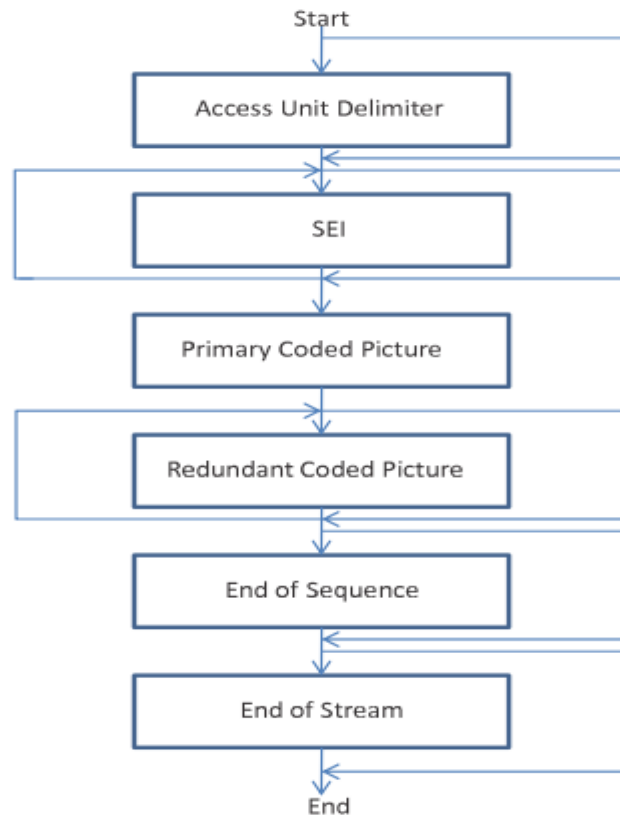 Start
Access Unit Delimiter
SEI
Primary Coded Picture
Redundant Coded Picture
End of Sequence
End of Stream
End